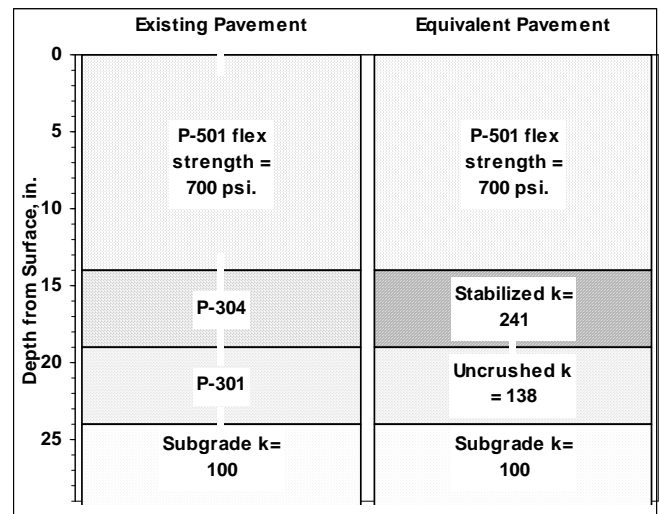 Existing Pavement
Equivalent Pavement
Depth from Surface, in.
0
5
10
15
20
25
P-501 flex
strength =
700 psi.
P-304
P-301
Subgrade k=
100
P-501 flex
strength =
700 psi.
Stabilized k=
241
Uncrushed k
= 138
Subgrade k=
100